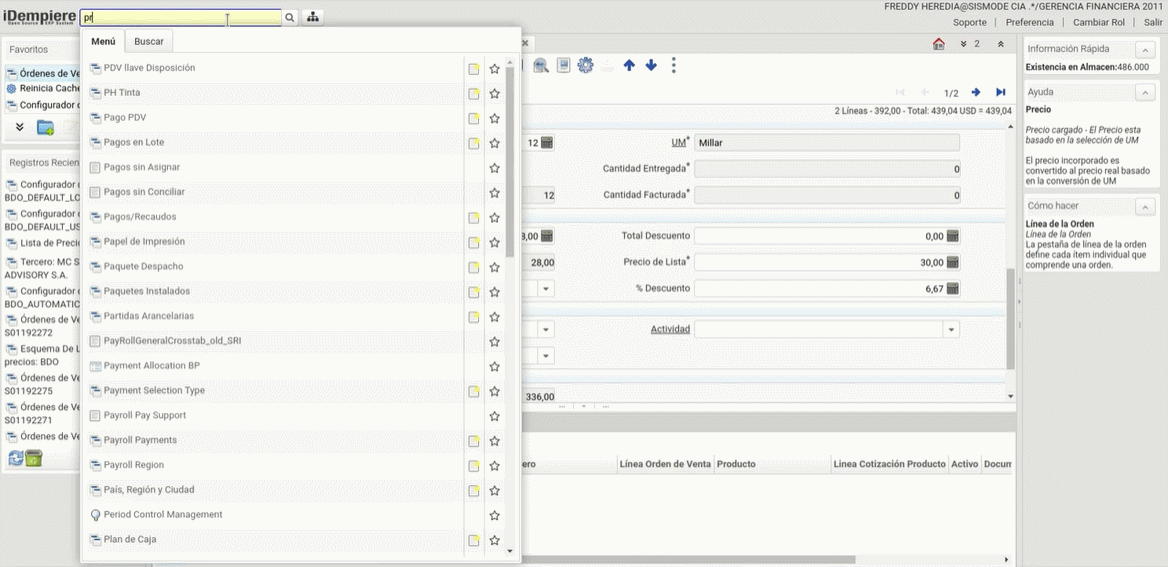 iDempiere
Open Source ERP System
pr
FREDDY HEREDIA@SISMODE CIA .*/GERENCIA FINANCIERA 2011
Soporte | Preferencia | Cambiar Rol | Salir
Favoritos
Órdenes de Ve
Reinicia Cache
Configurador d
Registros Recien
Configurador d
BDO_DEFAULT_LO
Configurador d
BDO_DEFAULT_US
Lista de Precio
Tercero: MC S
ADVISORY S.A.
Configurador d
BDO_AUTOMATIC
Órdenes de Ve
S01192272
Esquema De L
precios: BDO
Órdenes de Ve
S01192275
Órdenes de Ve
S01192271
Órdenes de Ve
Menú
Buscar
PDV llave Disposición
PH Tinta
Pago PDV
Pagos en Lote
Pagos sin Asignar
Pagos sin Conciliar
Pagos/Recaudos
Papel de Impresión
Paquete Despacho
Paquetes Instalados
Partidas Arancelarias
PayRollGeneralCrosstab_old_SRI
Payment Allocation BP
Payment Selection Type
Payroll Pay Support
Payroll Payments
Payroll Region
País, Región y Ciudad
Period Control Management
Plan de Caja
2
1/2
2 Líneas - 392,00 - Total: 439,04 USD = 439,04
12 UM* Millar
Cantidad Entregada* 0
12 Cantidad Facturada* 0
,00 Total Descuento 0,00
28,00 Precio de Lista* 30,00
% Descuento 6,67
Actividad
336,00
ero Línea Orden de Venta Producto Linea Cotización Producto Activo Docum
Información Rápida
Existencia en Almacen:486.000
Ayuda
Precio
Precio cargado - El Precio esta
basado en la selección de UM
El precio incorporado es
convertido al precio real basado
en la conversión de UM
Cómo hacer
Línea de la Orden
Línea de la Orden
La pestaña de línea de la orden
define cada ítem individual que
comprende una orden.